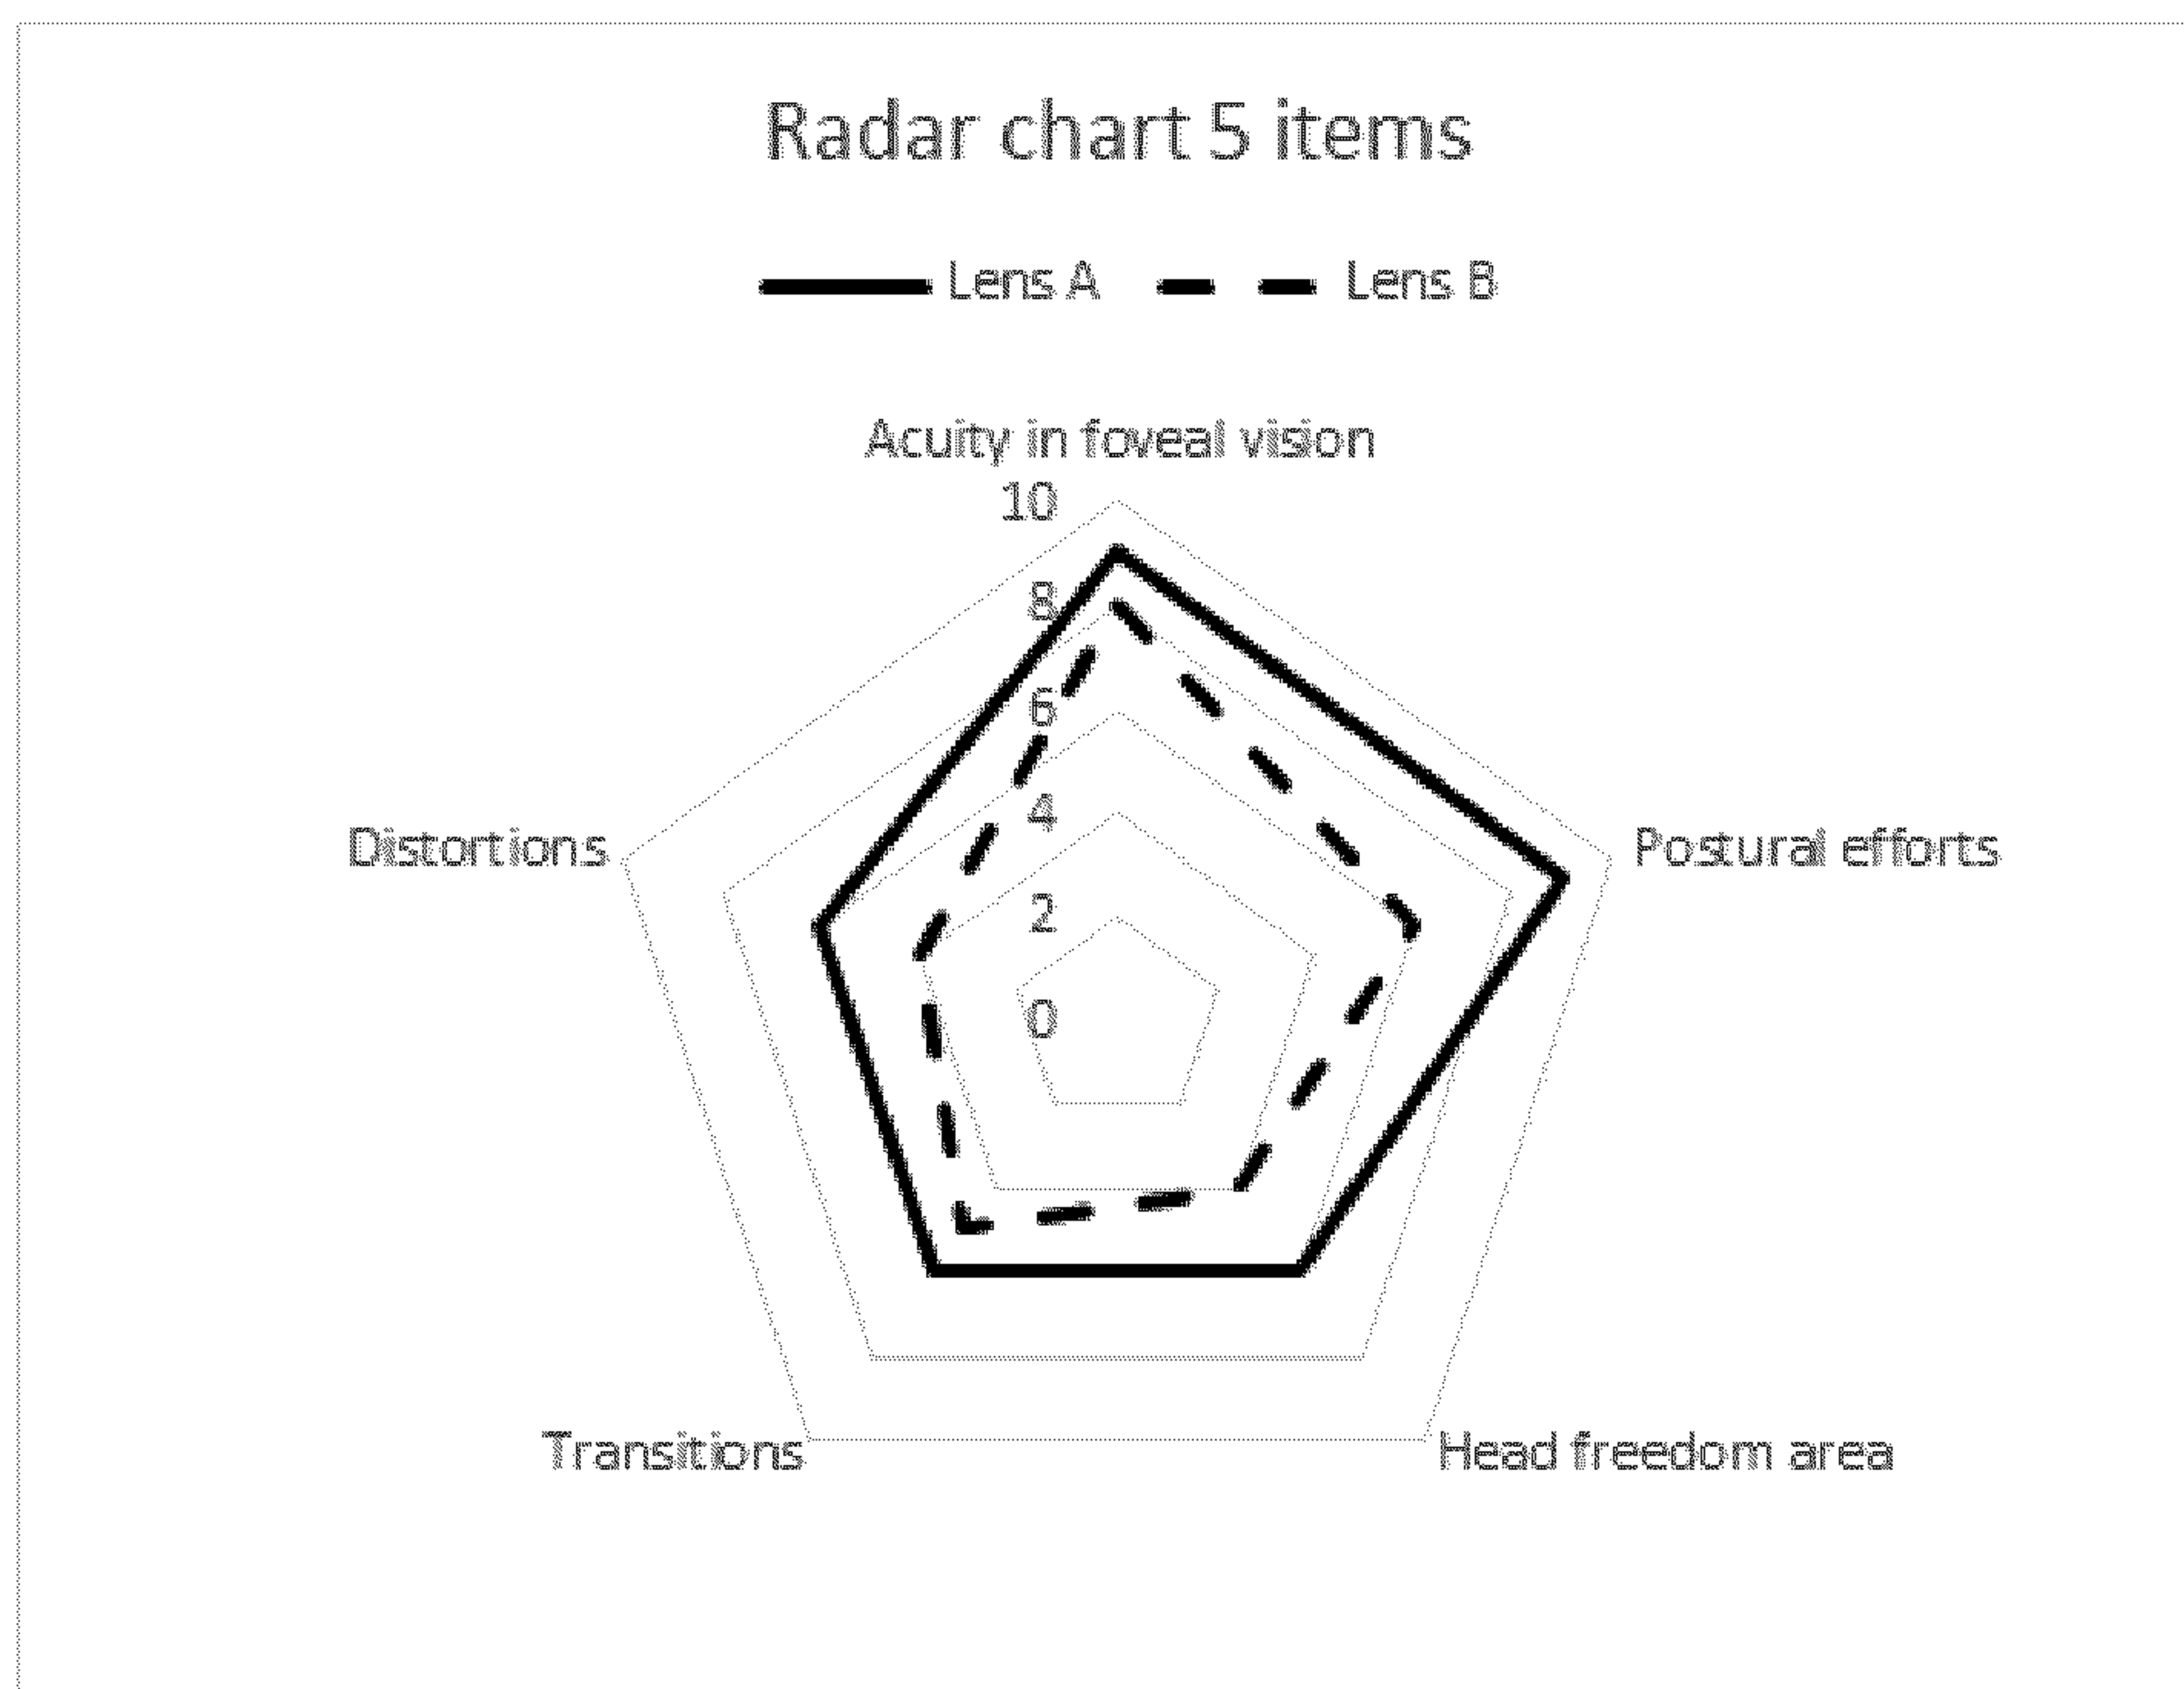 Radar chart 5 items
Lens A Lens B
Acuity in foveal vision
10
8
6
4
2
0
Distortions
Postural efforts
Transitions
Head freedom area